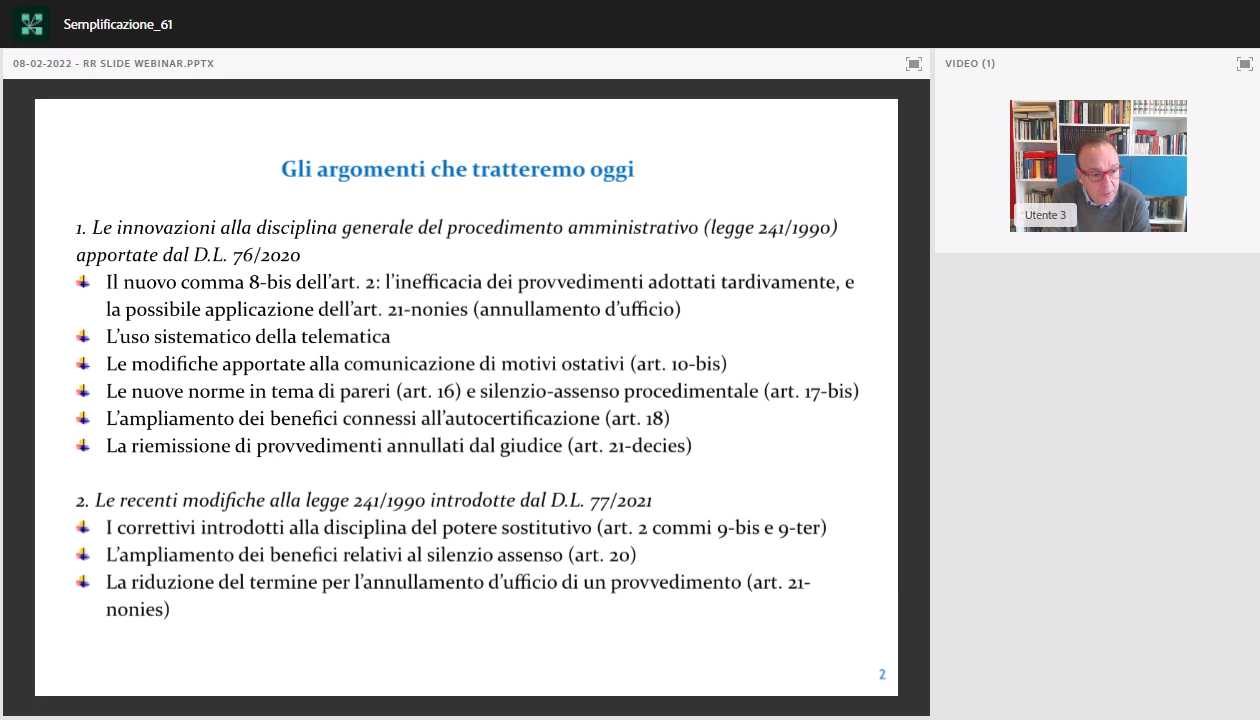 Semplificazione_61
08-02-2022 - RR SLIDE WEBINAR.PPTX
VIDEO (1)
Gli argomenti che tratteremo oggi
1. Le innovazioni alla disciplina generale del procedimento amministrativo (legge 241/1990)
apportate dal D.L. 76/2020
Il nuovo comma 8-bis dell’art. 2: l’inefficacia dei provvedimenti adottati tardivamente, e
la possibile applicazione dell’art. 21-nonies (annullamento d’ufficio)
L’uso sistematico della telematica
Le modifiche apportate alla comunicazione di motivi ostativi (art. 10-bis)
Le nuove norme in tema di pareri (art. 16) e silenzio-assenso procedimentale (art. 17-bis)
L’ampliamento dei benefici connessi all’autocertificazione (art. 18)
La riemissione di provvedimenti annullati dal giudice (art. 21-decies)
2. Le recenti modifiche alla legge 241/1990 introdotte dal D.L. 77/2021
I correttivi introdotti alla disciplina del potere sostitutivo (art. 2 commi 9-bis e 9-ter)
L’ampliamento dei benefici relativi al silenzio assenso (art. 20)
La riduzione del termine per l’annullamento d’ufficio di un provvedimento (art. 21-
nonies)
2
Utente 3